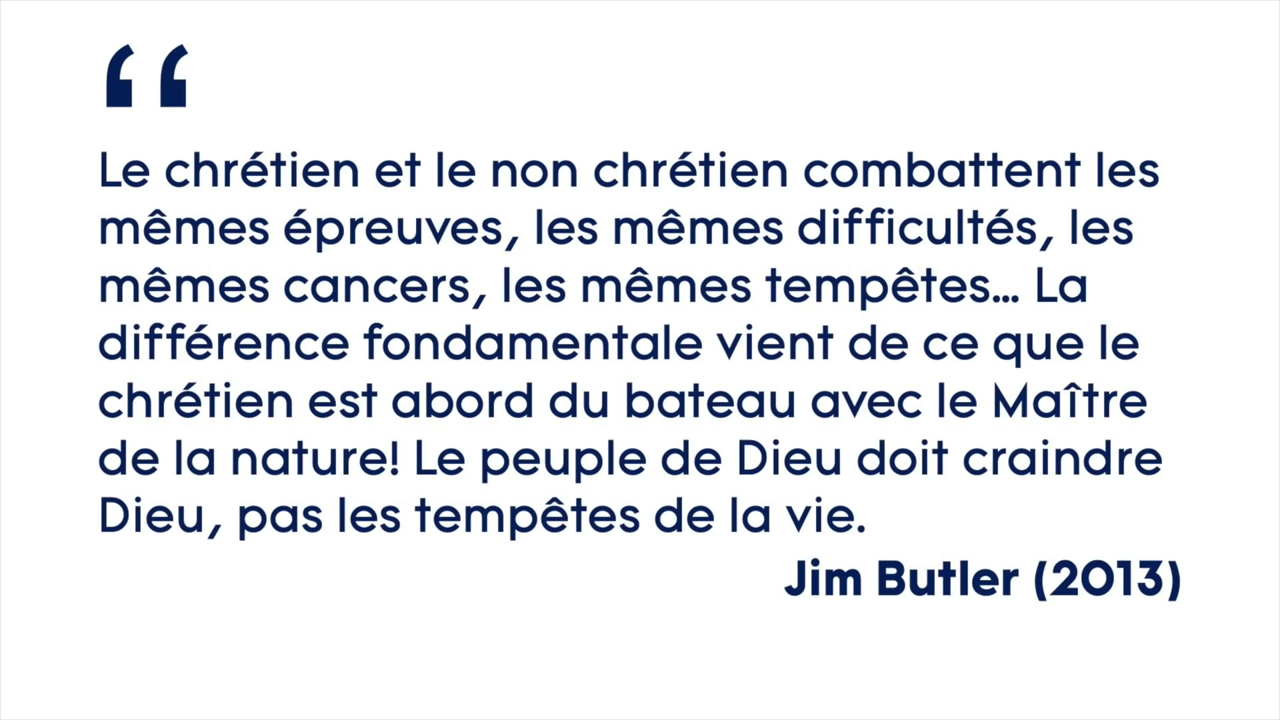 “
Le chrétien et le non chrétien combattent les
mêmes épreuves, les mêmes difficultés, les
mêmes cancers, les mêmes tempêtes... La
différence fondamentale vient de ce que le
chrétien est abord du bateau avec le Maître
de la nature! Le peuple de Dieu doit craindre
Dieu, pas les tempêtes de la vie.
Jim Butler (2013)